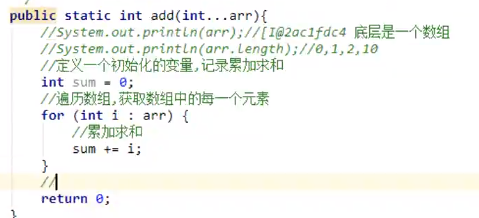 public static int add(int...arr){
//System.out.println(arr);//[I@2ac1fdc4 底层是一个数组
//System.out.println(arr.length);//0,1,2,10
//定义一个初始化的变量,记录累加求和
int sum = 0;
//遍历数组,获取数组中的每一个元素
for (int i : arr) {
//累加求和
sum += i;
}
//
return 0;
}